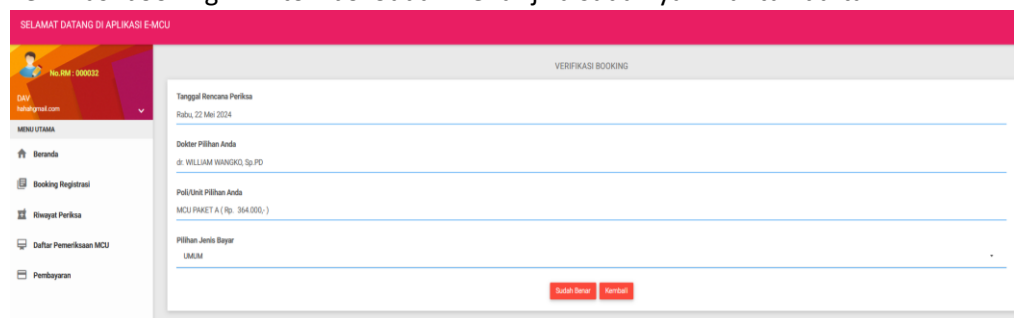 SELAMAT DATANG DI APLIKASI E-MCU
No.RM : 000032
DAV
hahahgmail.com
MENU UTAMA
Beranda
Booking Registrasi
Riwayat Periksa
Daftar Pemeriksaan MCU
Pembayaran
VERIFIKASI BOOKING
Tanggal Rencana Periksa
Rabu, 22 Mei 2024
Dokter Pilihan Anda
dr. WILLIAM WANGKO, Sp.PD
Poli/Unit Pilihan Anda
MCU PAKET A ( Rp. 364.000,- )
Pilihan Jenis Bayar
UMUM
Sudah Benar Kembali